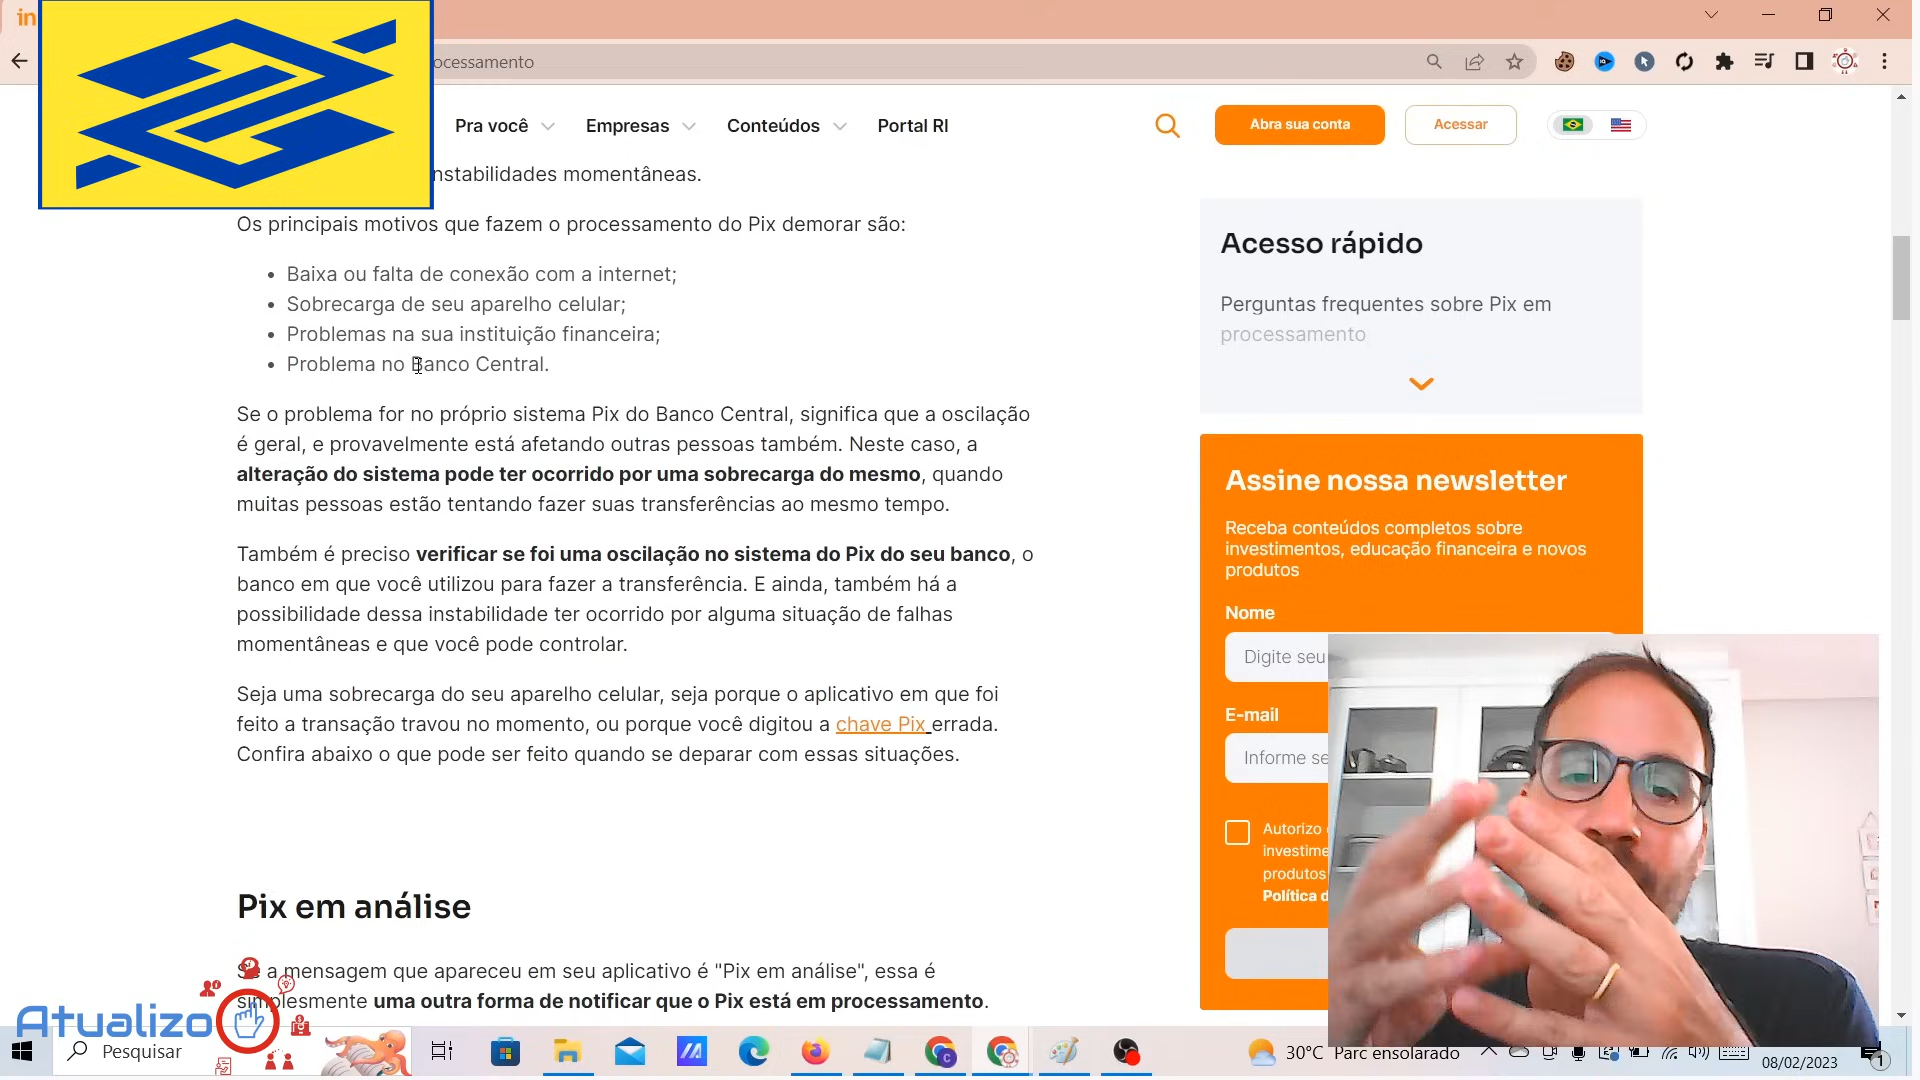 in
ocessamento
Pra você
Empresas
Conteúdos
Portal RI
Abra sua conta
Acessar
nstabilidades momentâneas.
Os principais motivos que fazem o processamento do Pix demorar são:
• Baixa ou falta de conexão com a internet;
• Sobrecarga de seu aparelho celular;
• Problemas na sua instituição financeira;
• Problema no Banco Central.
Se o problema for no próprio sistema Pix do Banco Central, significa que a oscilação
é geral, e provavelmente está afetando outras pessoas também. Neste caso, a
alteração do sistema pode ter ocorrido por uma sobrecarga do mesmo, quando
muitas pessoas estão tentando fazer suas transferências ao mesmo tempo.
Também é preciso verificar se foi uma oscilação no sistema do Pix do seu banco, o
banco em que você utilizou para fazer a transferência. E ainda, também há a
possibilidade dessa instabilidade ter ocorrido por alguma situação de falhas
momentâneas e que você pode controlar.
Seja uma sobrecarga do seu aparelho celular, seja porque o aplicativo em que foi
feito a transação travou no momento, ou porque você digitou a chave Pix errada.
Confira abaixo o que pode ser feito quando se deparar com essas situações.
Pix em análise
Se a mensagem que apareceu em seu aplicativo é "Pix em análise", essa é
simplesmente uma outra forma de notificar que o Pix está em processamento.
Acesso rápido
Perguntas frequentes sobre Pix em
processamento
Assine nossa newsletter
Receba conteúdos completos sobre
investimentos, educação financeira e novos
produtos
Nome
Digite seu
E-mail
Informe se
Autorizo
investime
produtos
Política d
Atualizo
Pesquisar
30°C Parc ensolarado
08/02/2023
1